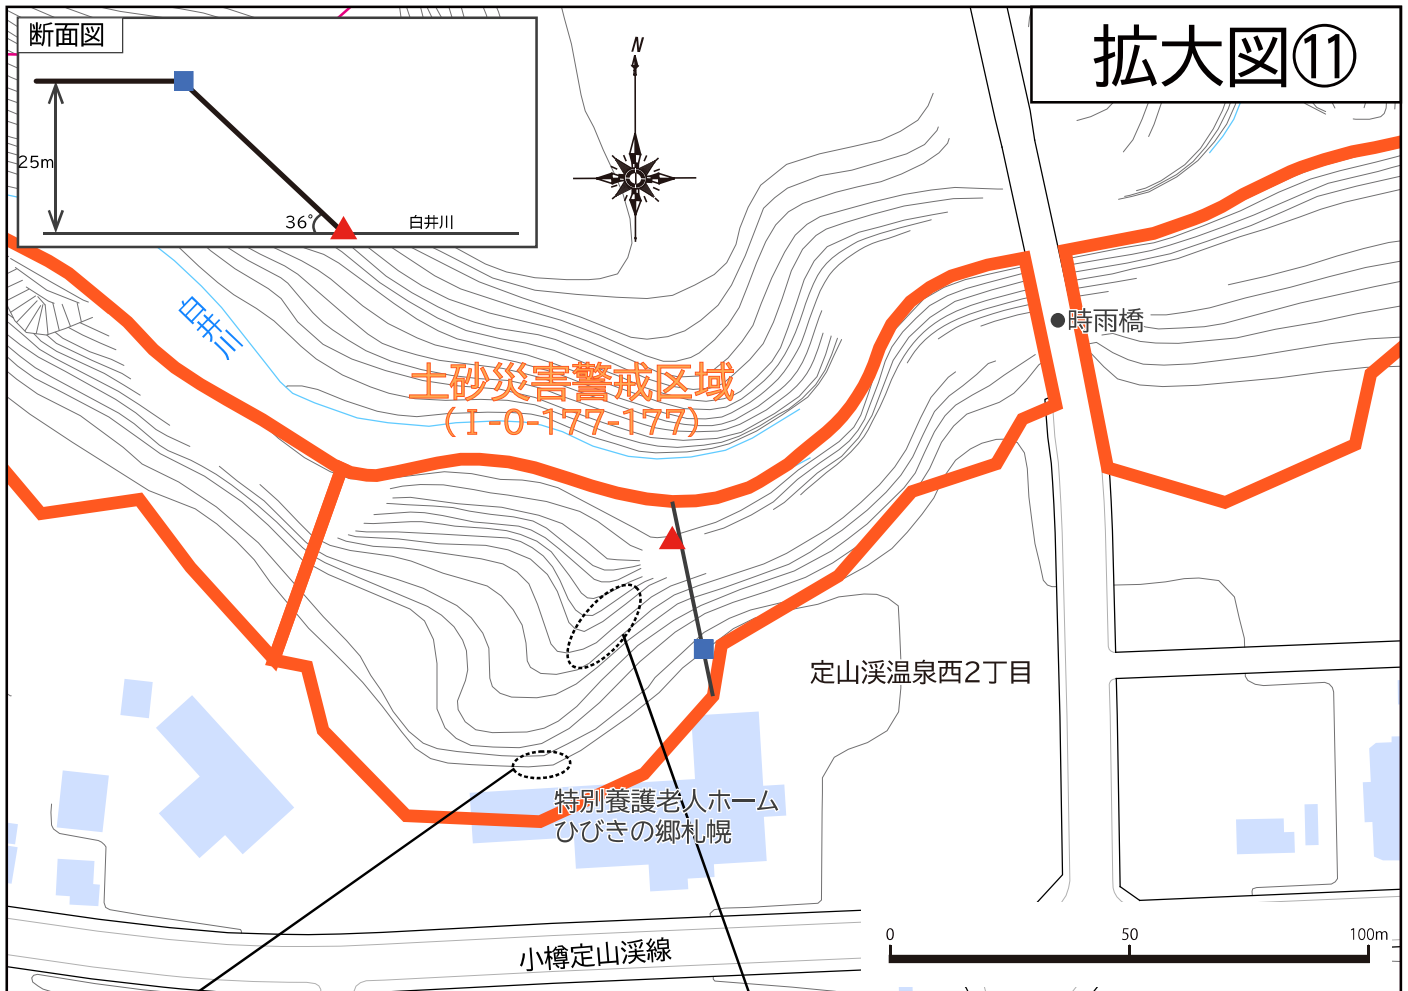 断面図
25m
36°
白井川
N
拡大図⑪
白井川
時雨橋
土砂災害警戒区域
(Ⅰ-0-177-177)
定山渓温泉西2丁目
特別養護老人ホーム
ひびきの郷札幌
小樽定山渓線
0 50 100m